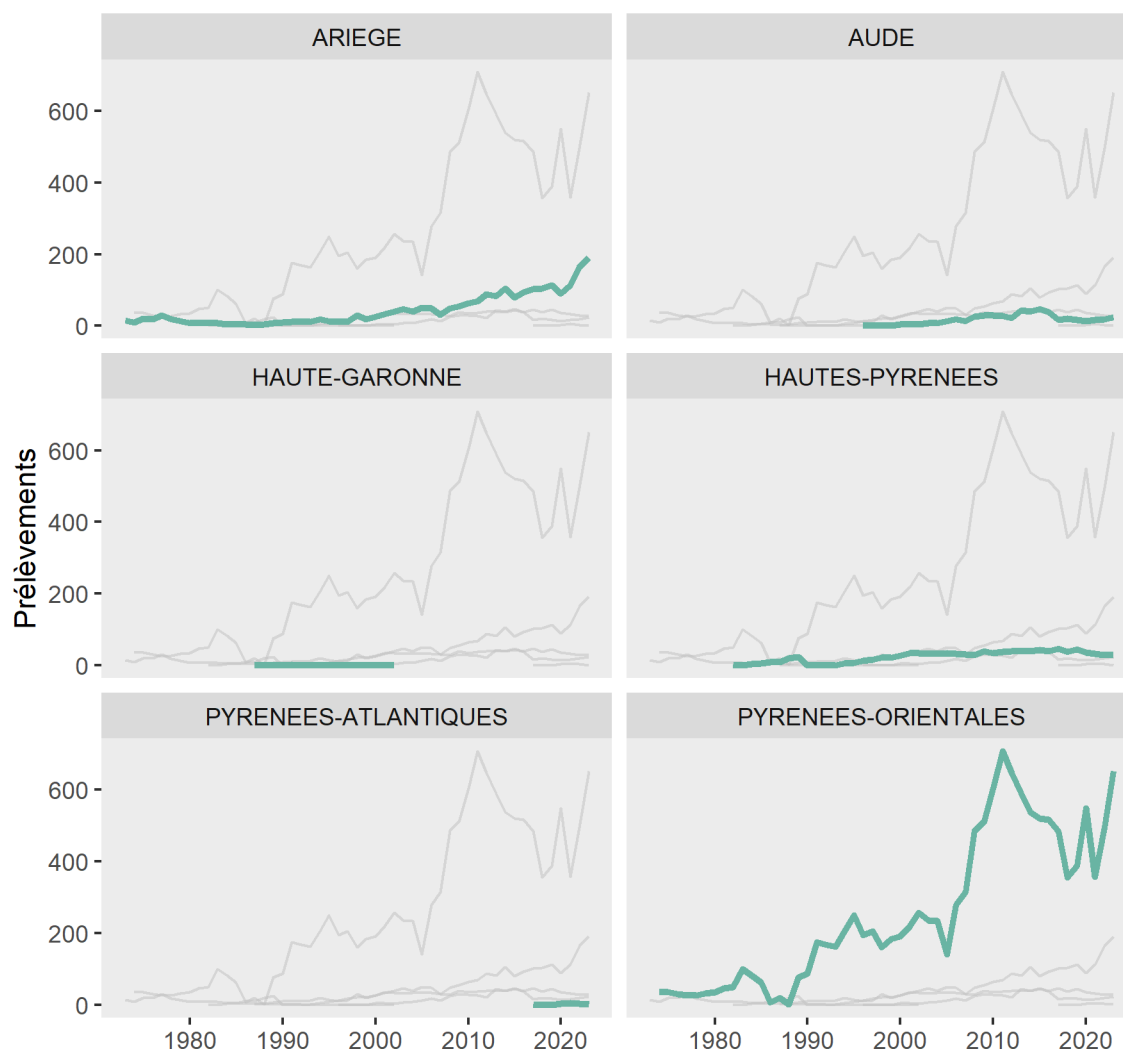 ARIEGE
AUDE
600
400
200
0
HAUTE-GARONNE
HAUTES-PYRENEES
600
400
200
0
Prélèvements
PYRENEES-ATLANTIQUES
PYRENEES-ORIENTALES
600
400
200
0
1980 1990 2000 2010 2020
1980 1990 2000 2010 2020